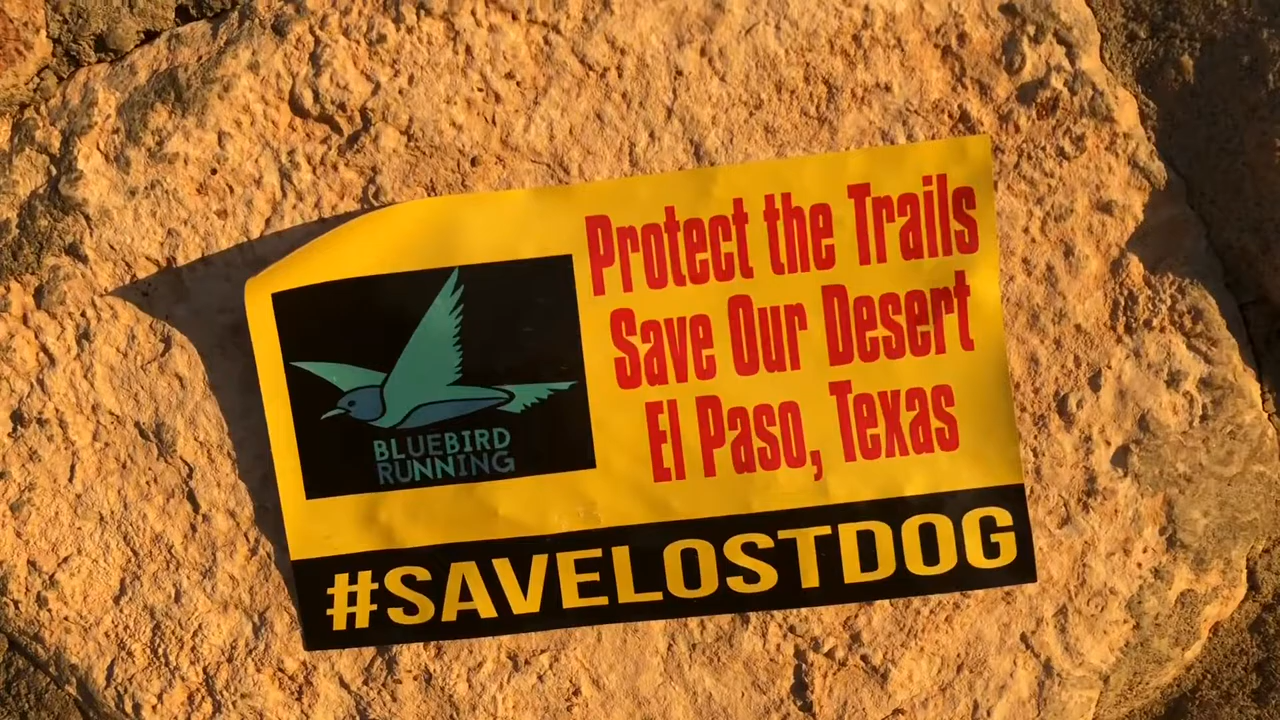 Protect the Trails
Save Our Desert
El Paso, Texas
BLUEBIRD
RUNNING
#SAVELOSTDOG